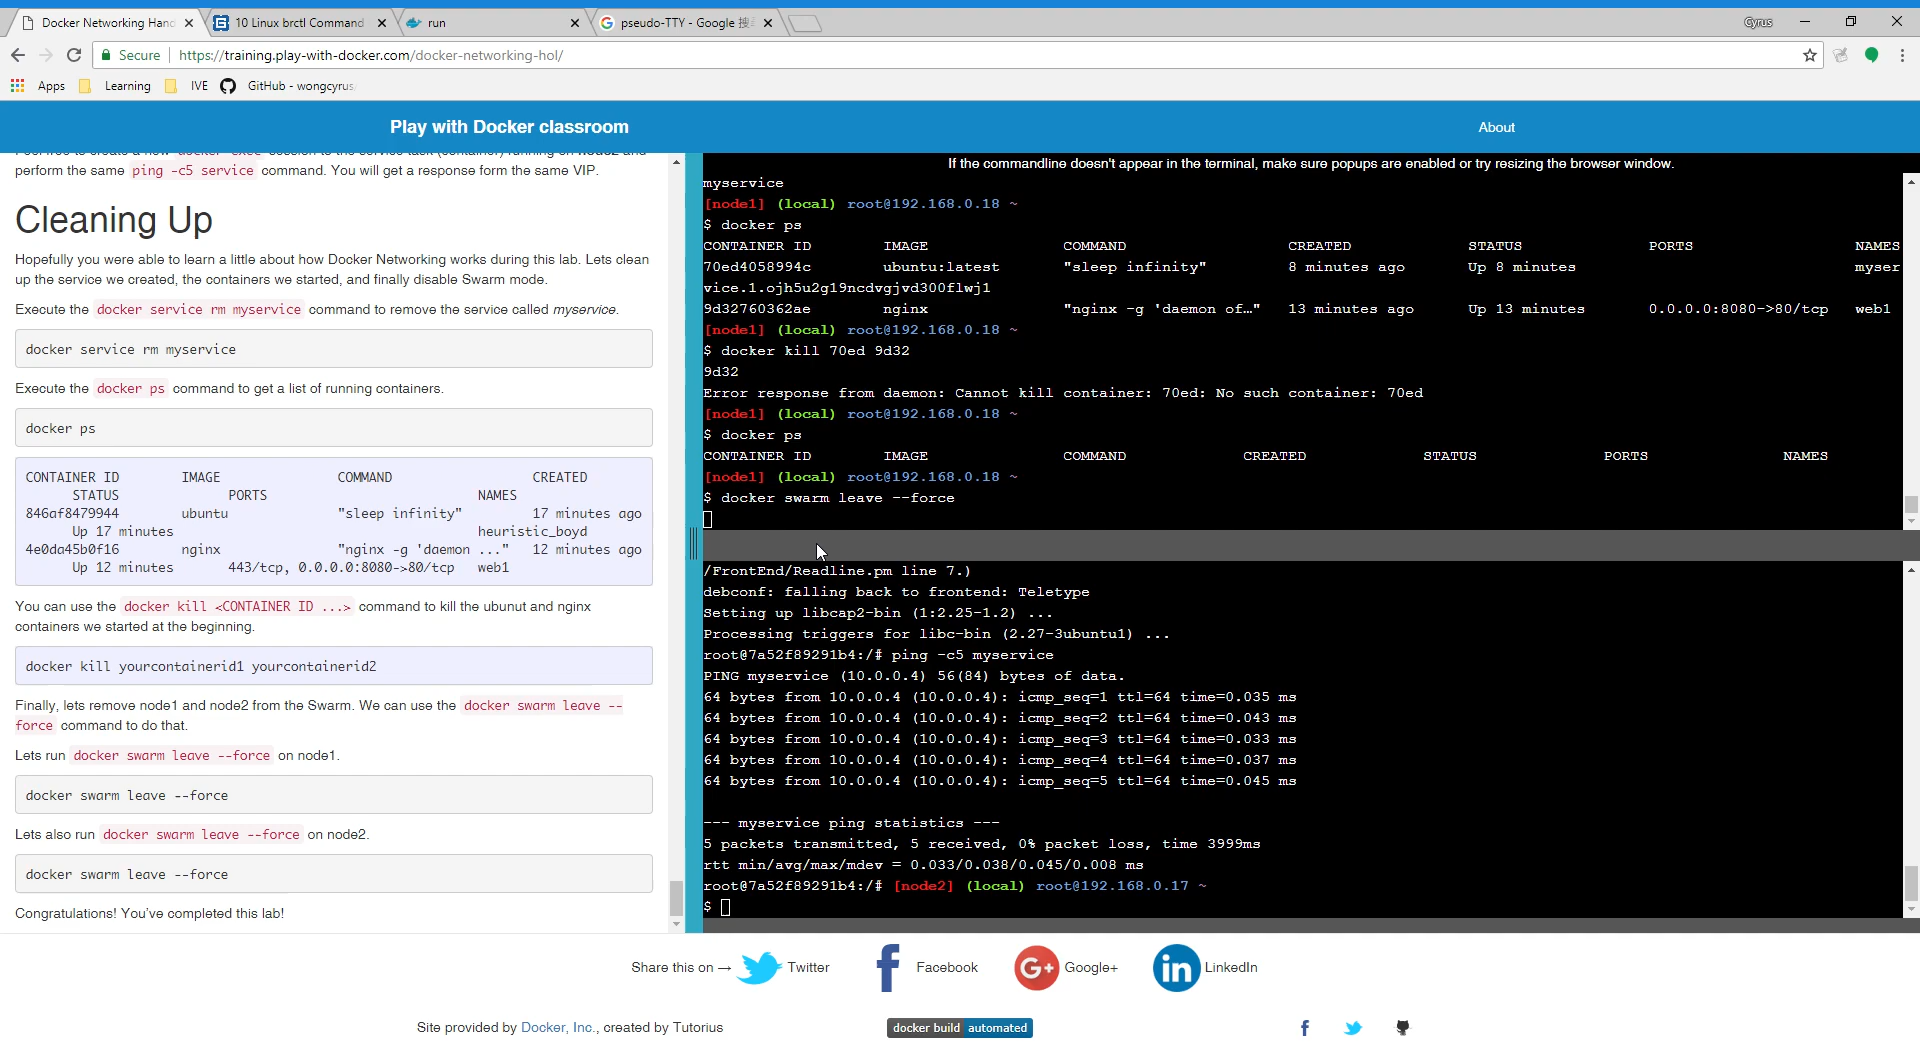 Docker Networking Hand
10 Linux brctl Command
run
pseudo-TTY - Google 搜
Cyrus
Secure
https://training.play-with-docker.com/docker-networking-hol/
Apps
Learning
IVE
GitHub - wongcyrus
Play with Docker classroom
About
perform the same ping -c5 service command. You will get a response form the same VIP.
Cleaning Up
Hopefully you were able to learn a little about how Docker Networking works during this lab. Lets clean
up the service we created, the containers we started, and finally disable Swarm mode.
Execute the docker service rm myservice command to remove the service called myservice.
docker service rm myservice
Execute the docker ps command to get a list of running containers.
docker ps
CONTAINER ID IMAGE COMMAND CREATED
STATUS PORTS NAMES
846af8479944 ubuntu "sleep infinity" 17 minutes ago
Up 17 minutes heuristic_boyd
4e0da45b0f16 nginx "nginx -g 'daemon ..." 12 minutes ago
Up 12 minutes 443/tcp, 0.0.0.0:8080->80/tcp web1
You can use the docker kill <CONTAINER ID ...> command to kill the ubunut and nginx
containers we started at the beginning.
docker kill yourcontainerid1 yourcontainerid2
Finally, lets remove node1 and node2 from the Swarm. We can use the docker swarm leave --
force command to do that.
Lets run docker swarm leave --force on node1.
docker swarm leave --force
Lets also run docker swarm leave --force on node2.
docker swarm leave --force
Congratulations! You've completed this lab!
If the commandline doesn't appear in the terminal, make sure popups are enabled or try resizing the browser window.
myservice
[node1] (local) root@192.168.0.18 ~
$ docker ps
CONTAINER ID IMAGE COMMAND CREATED STATUS PORTS NAMES
70ed4058994c ubuntu:latest "sleep infinity" 8 minutes ago Up 8 minutes myser
vice.1.ojh5u2g19ncdvgjvd300flwj1
9d32760362ae nginx "nginx -g 'daemon of…" 13 minutes ago Up 13 minutes 0.0.0.0:8080->80/tcp web1
[node1] (local) root@192.168.0.18 ~
$ docker kill 70ed 9d32
9d32
Error response from daemon: Cannot kill container: 70ed: No such container: 70ed
[node1] (local) root@192.168.0.18 ~
$ docker ps
CONTAINER ID IMAGE COMMAND CREATED STATUS PORTS NAMES
[node1] (local) root@192.168.0.18 ~
$ docker swarm leave --force
/FrontEnd/Readline.pm line 7.)
debconf: falling back to frontend: Teletype
Setting up libcap2-bin (1:2.25-1.2) ...
Processing triggers for libc-bin (2.27-3ubuntu1) ...
root@7a52f89291b4:/# ping -c5 myservice
PING myservice (10.0.0.4) 56(84) bytes of data.
64 bytes from 10.0.0.4 (10.0.0.4): icmp_seq=1 ttl=64 time=0.035 ms
64 bytes from 10.0.0.4 (10.0.0.4): icmp_seq=2 ttl=64 time=0.043 ms
64 bytes from 10.0.0.4 (10.0.0.4): icmp_seq=3 ttl=64 time=0.033 ms
64 bytes from 10.0.0.4 (10.0.0.4): icmp_seq=4 ttl=64 time=0.037 ms
64 bytes from 10.0.0.4 (10.0.0.4): icmp_seq=5 ttl=64 time=0.045 ms
--- myservice ping statistics ---
5 packets transmitted, 5 received, 0% packet loss, time 3999ms
rtt min/avg/max/mdev = 0.033/0.038/0.045/0.008 ms
root@7a52f89291b4:/# [node2] (local) root@192.168.0.17 ~
$
Share this on → Twitter Facebook Google+ LinkedIn
Site provided by Docker, Inc., created by Tutorius
docker build automated